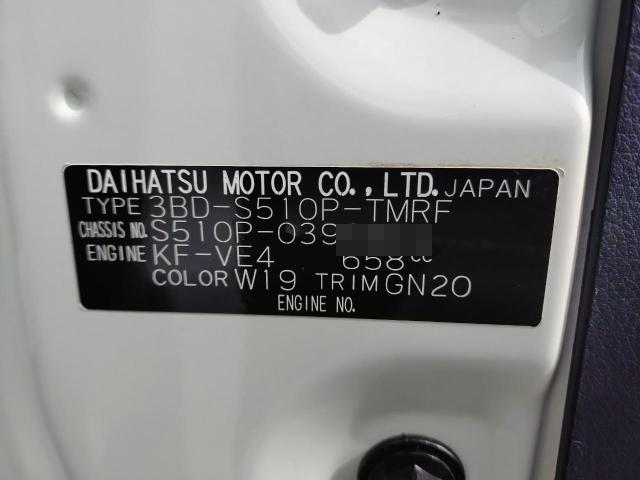 DAIHATSU MOTOR CO.,LTD. JAPAN
TYPE 3BD-S510P-TMRF
CHASSIS NO. S510P-039
ENGINE KF-VE4 658cc
COLOR W19 TRIM GN20
ENGINE NO.